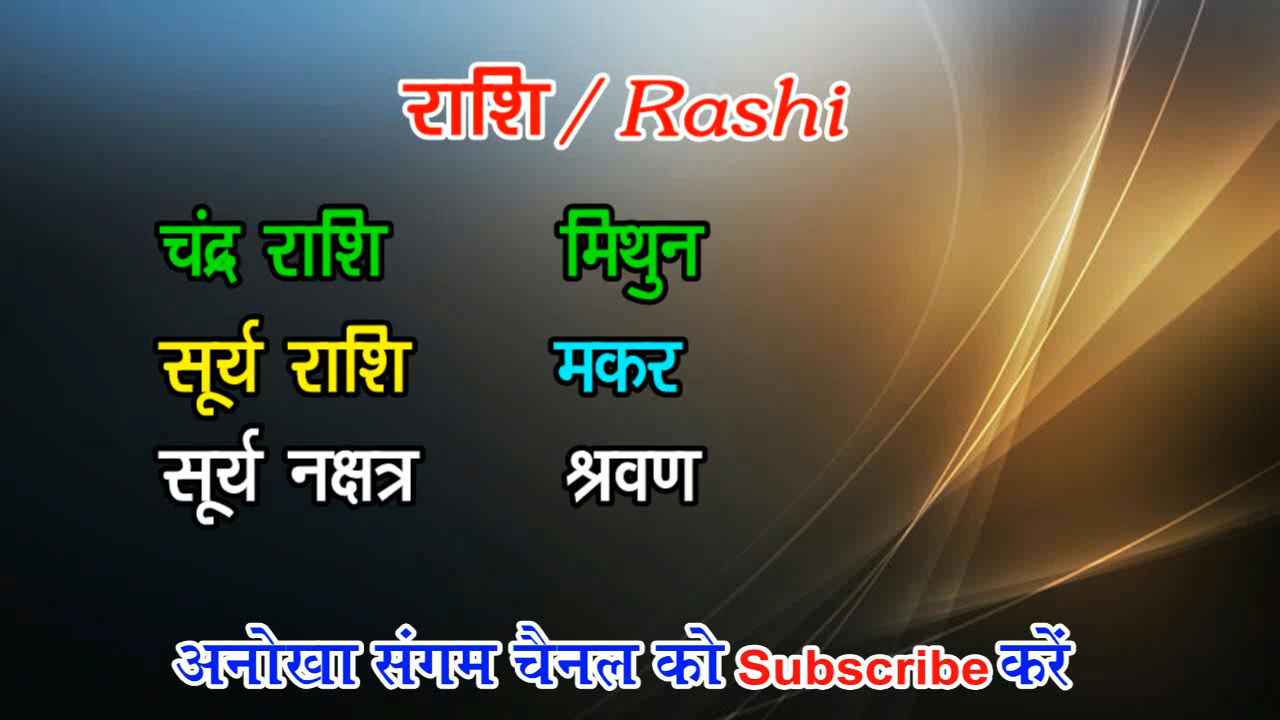 राशि / Rashi
चंद्र राशि मिथुन
सूर्य राशि मकर
सूर्य नक्षत्र श्रवण
अनोखा संगम चैनल को Subscribe करें